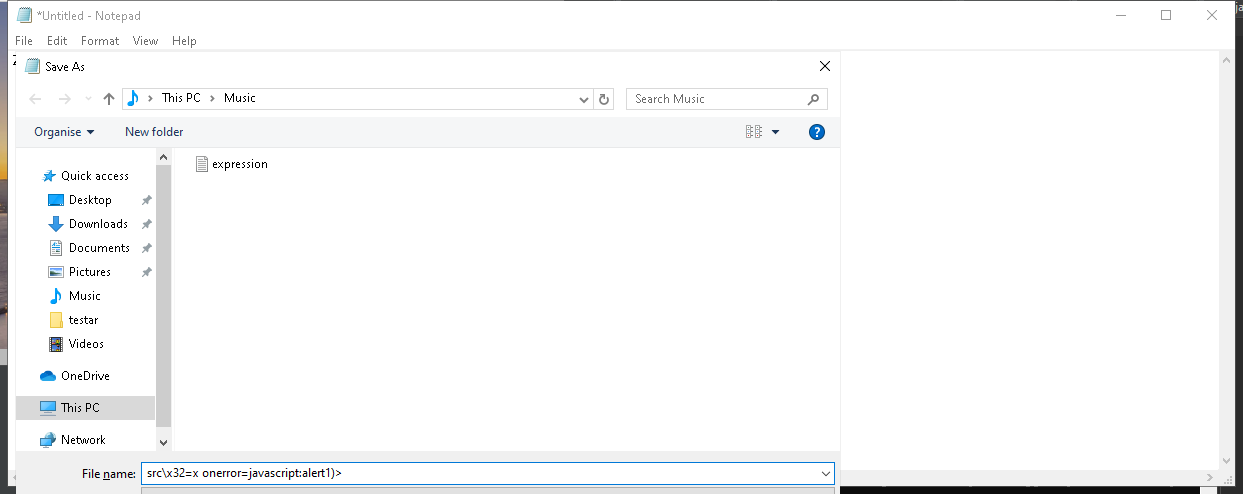 *Untitled - Notepad
File Edit Format View Help
Save As
This PC > Music
Search Music
Organise New folder
expression
Quick access
Desktop
Downloads
Documents
Pictures
Music
testar
Videos
OneDrive
This PC
Network
File name: src\x32=x onerror=javascript:alert1)>